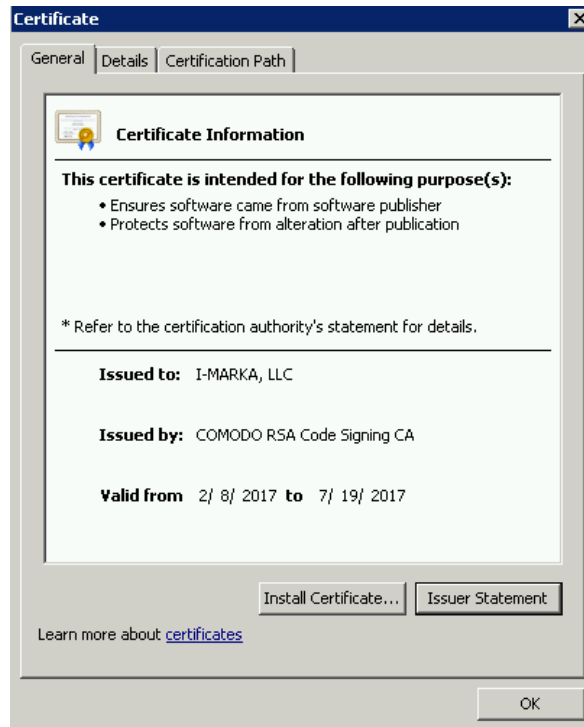 Certificate
General
Details
Certification Path
Certificate Information
This certificate is intended for the following purpose(s):
• Ensures software came from software publisher
• Protects software from alteration after publication
* Refer to the certification authority's statement for details.
Issued to: I-MARKA, LLC
Issued by: COMODO RSA Code Signing CA
Valid from 2/ 8/ 2017 to 7/ 19/ 2017
Install Certificate...
Issuer Statement
Learn more about certificates
OK